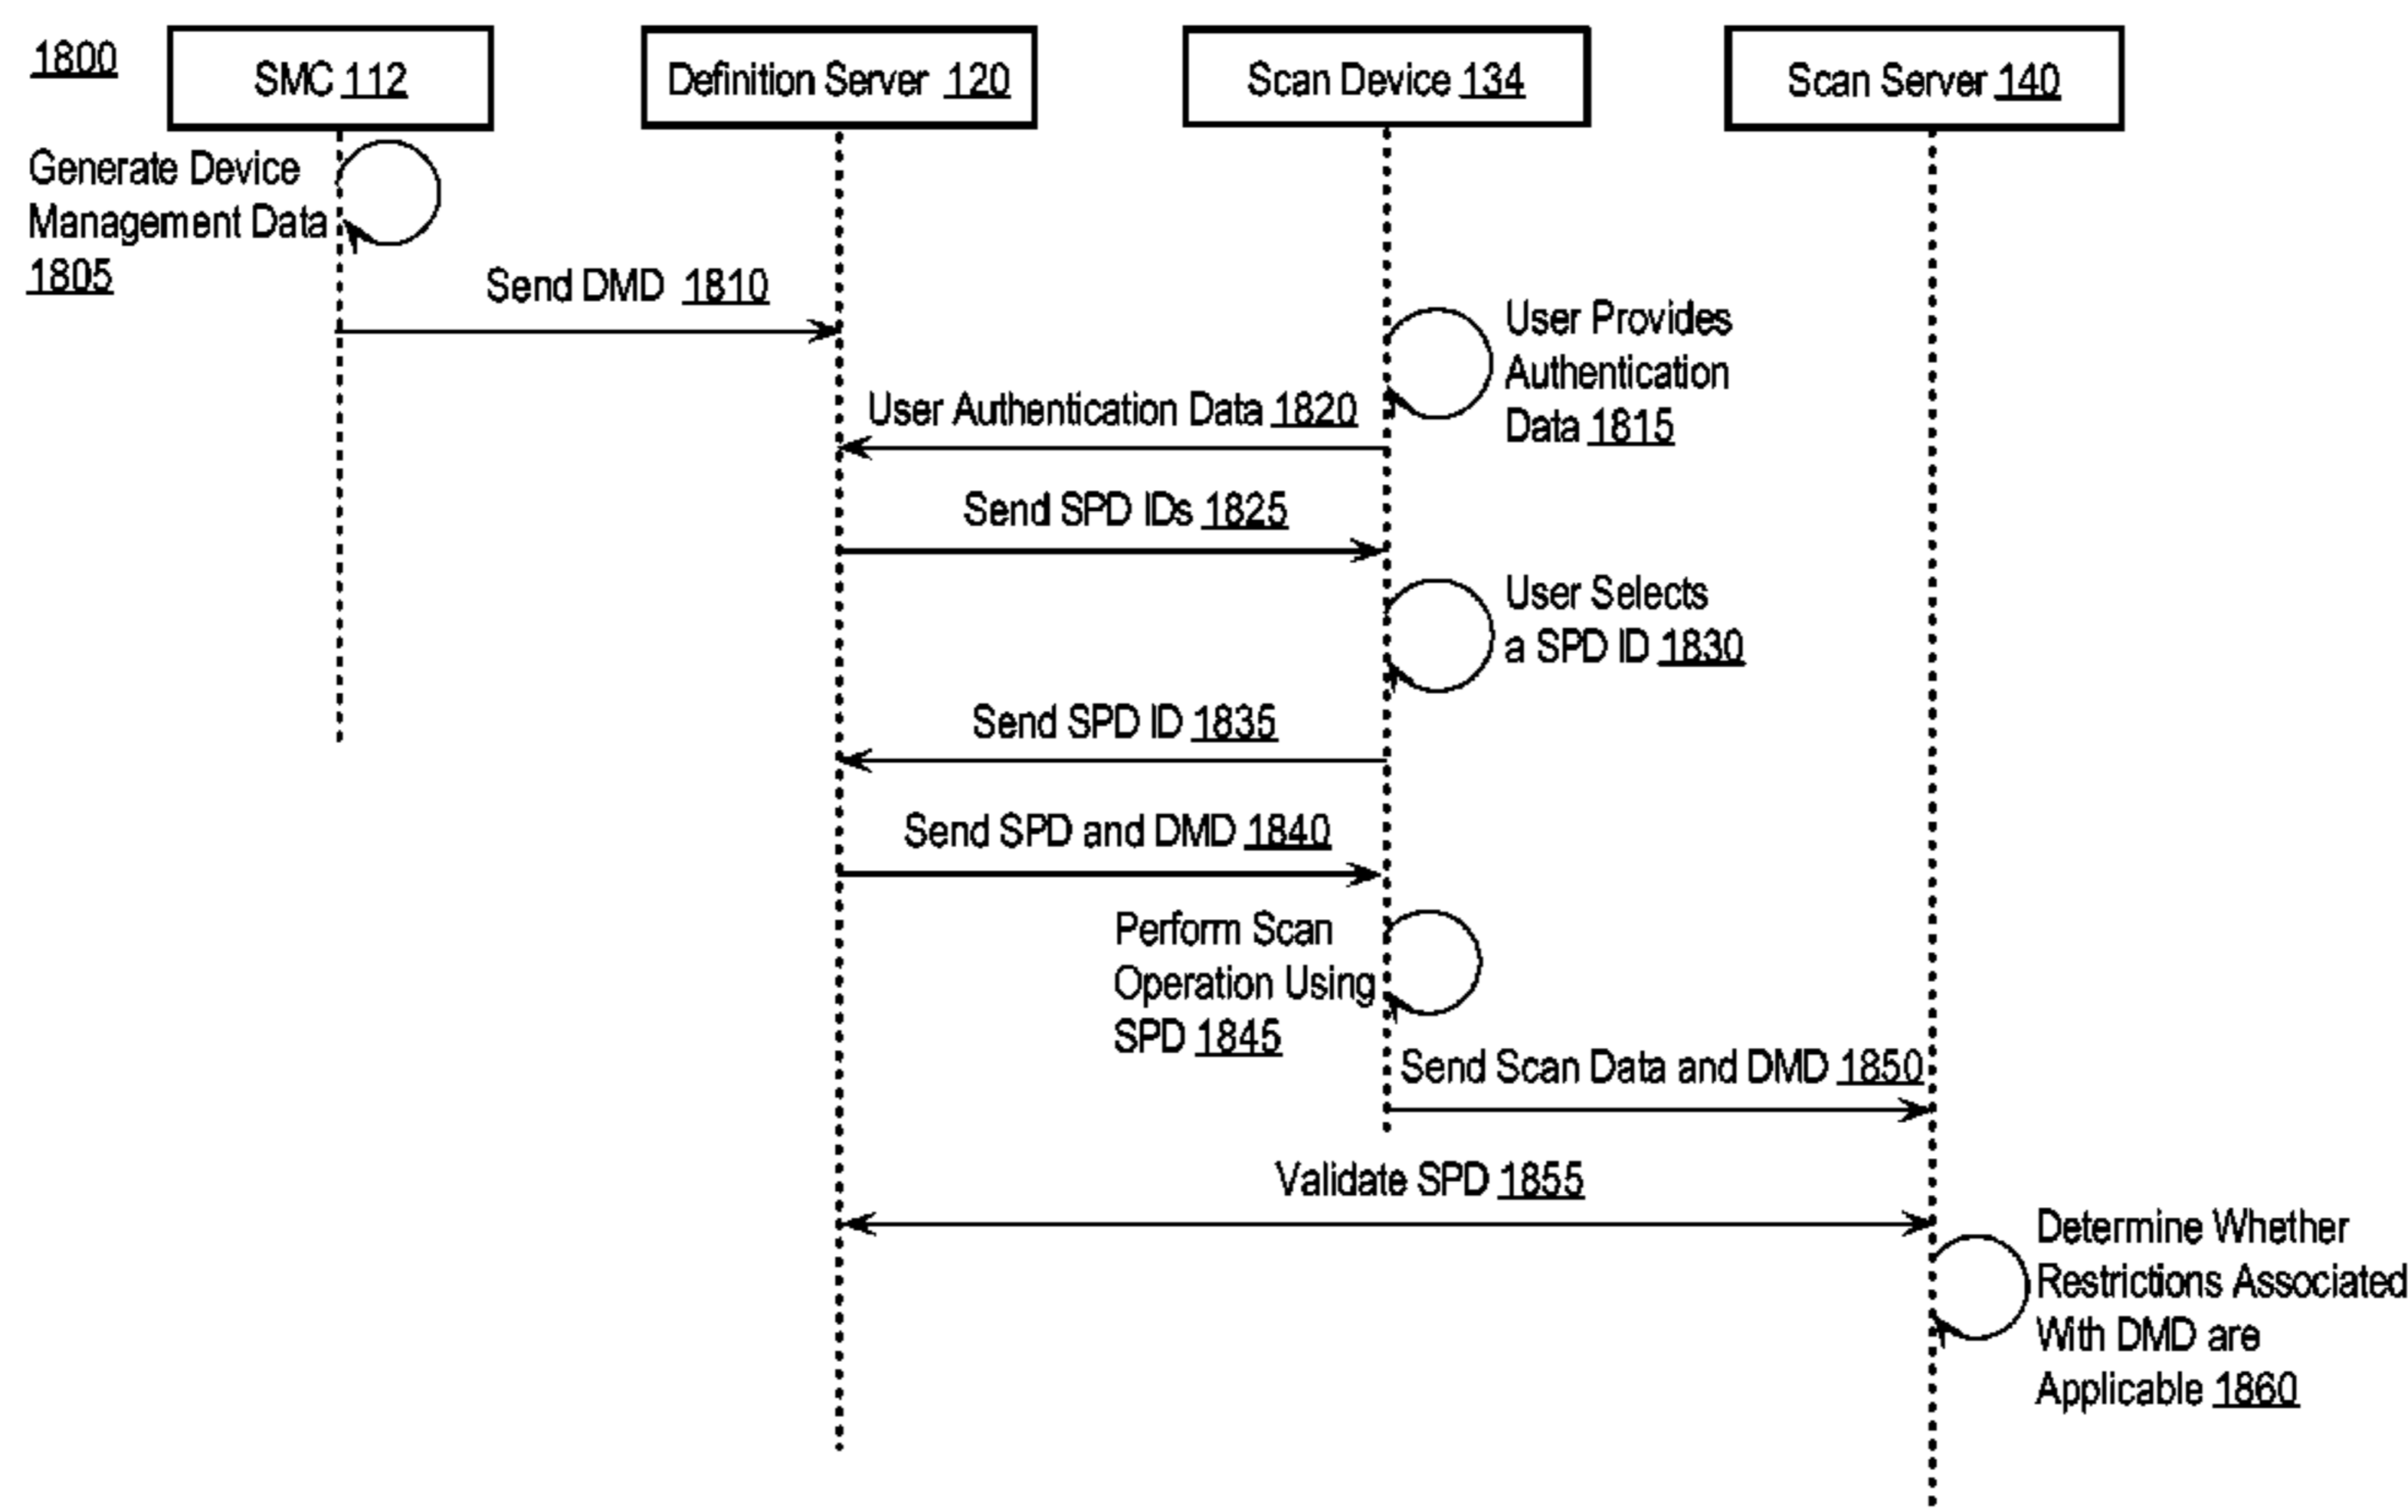 1800
SMC 112
Definition Server 120
Scan Device 134
Scan Server 140
Generate Device
Management Data
1805
Send DMD 1810
User Provides
Authentication
Data 1815
User Authentication Data 1820
Send SPD IDs 1825
User Selects
a SPD ID 1830
Send SPD ID 1835
Send SPD and DMD 1840
Perform Scan
Operation Using
SPD 1845
Send Scan Data and DMD 1850
Validate SPD 1855
Determine Whether
Restrictions Associated
With DMD are
Applicable 1860